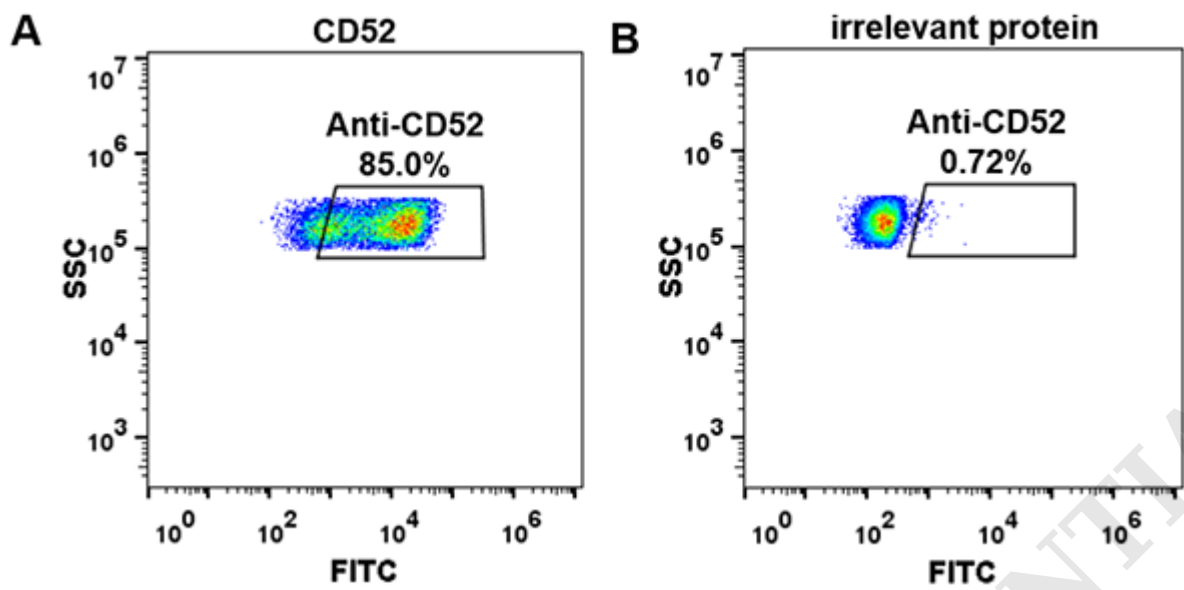 A
CD52
Anti-CD52
85.0%
10^7
10^6
10^5
10^4
10^3
SSC
10^0 10^2 10^4 10^6
FITC
B
irrelevant protein
Anti-CD52
0.72%
10^7
10^6
10^5
10^4
10^3
SSC
10^0 10^2 10^4 10^6
FITC